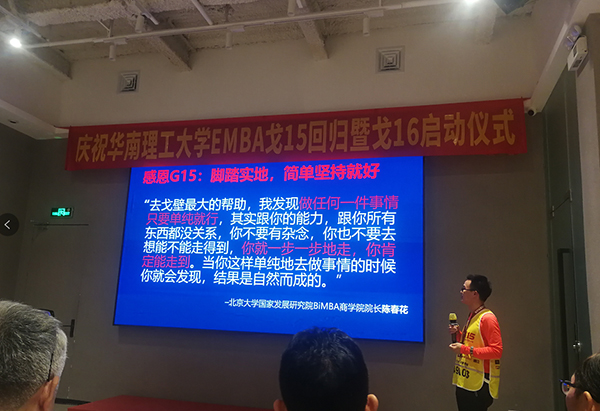 庆祝华南理工大学EMBA戈15回归暨戈16启动仪式
感恩G15：脚踏实地，简单坚持就好
“去戈壁最大的帮助，我发现做任何一件事情
只要单纯就行，其实跟你的能力，跟你所有
东西都没关系，你不要有杂念，你也不要去
想能不能走得到，你就一步一步地走，你肯
定能走到。当你这样单纯地去做事情的时候
你就会发现，结果是自然而成的。”
–北京大学国家发展研究院BiMBA商学院院长陈春花